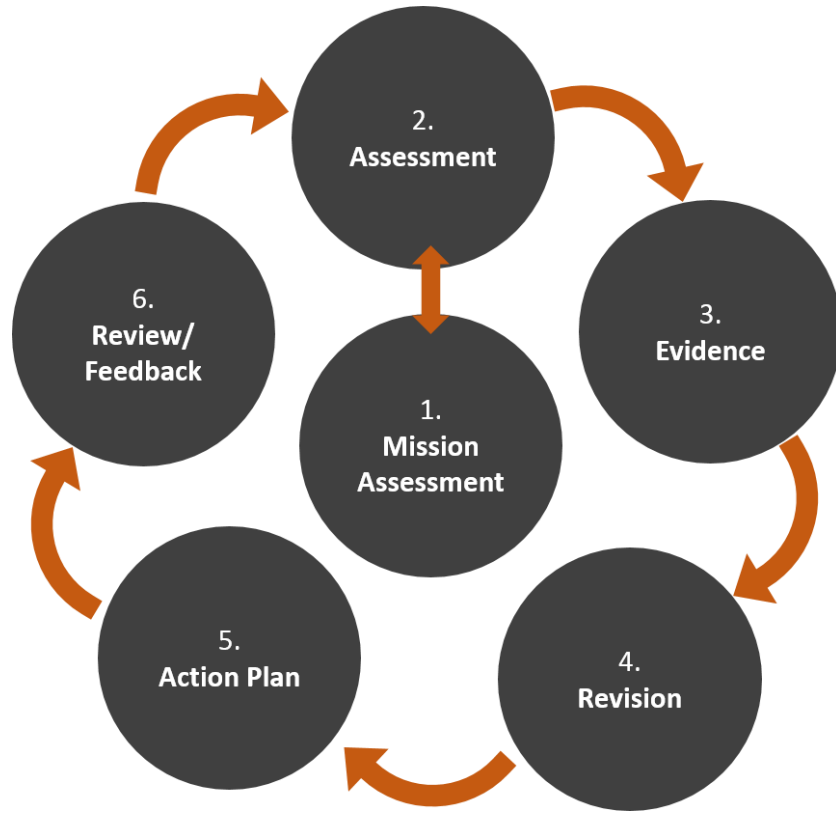 1.
Mission
Assessment
2.
Assessment
3.
Evidence
4.
Revision
5.
Action Plan
6.
Review/
Feedback